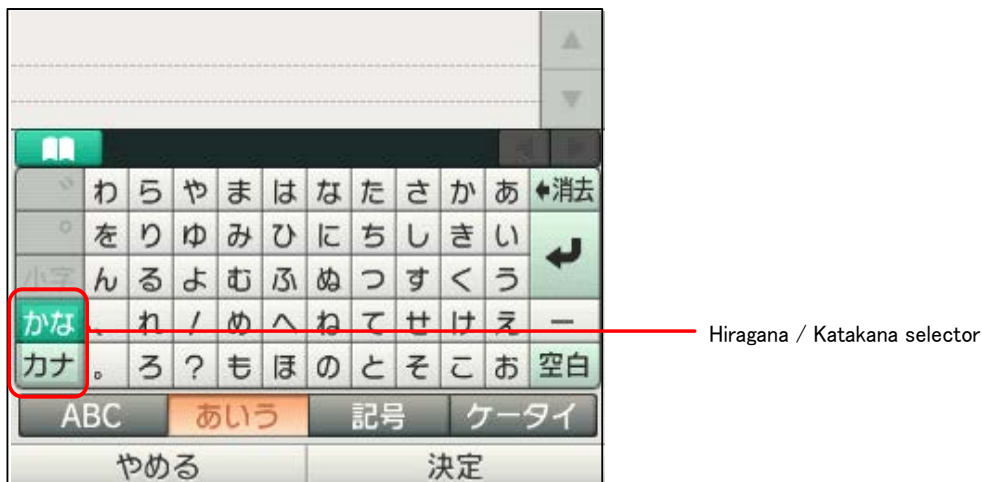 ゛ わ ら や ま は な た さ か あ 消去
゜ を り ゆ み ひ に ち し き い
小字 ん る よ む ふ ぬ つ す く う
かな 、 れ ! め へ ね て せ け え ー
カナ 。 ろ ? も ほ の と そ こ お 空白
Hiragana / Katakana selector
ABC あいう 記号 ケータイ
やめる 決定